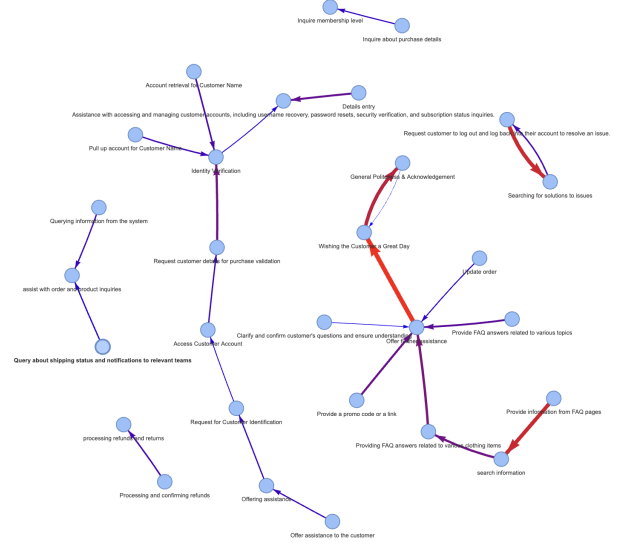 Inquire membership level
Inquire about purchase details
Account retrieval for Customer Name
Details entry
Assistance with accessing and managing customer accounts, including username recovery, password resets, security verification, and subscription status inquiries.
Request customer to log out and log back into their account to resolve an issue.
Pull up account for Customer Name
Identity Verification
General Politeness & Acknowledgement
Searching for solutions to issues
Querying information from the system
Wishing the Customer a Great Day
Request customer details for purchase validation
Update order
assist with order and product inquiries
Clarify and confirm customer's questions and ensure understanding
Provide FAQ answers related to various topics
Access Customer Account
Offer further assistance
Query about shipping status and notifications to relevant teams
Provide a promo code or a link
Provide information from FAQ pages
Request for Customer Identification
processing refunds and returns
Providing FAQ answers related to various clothing items
search information
Processing and confirming refunds
Offering assistance
Offer assistance to the customer